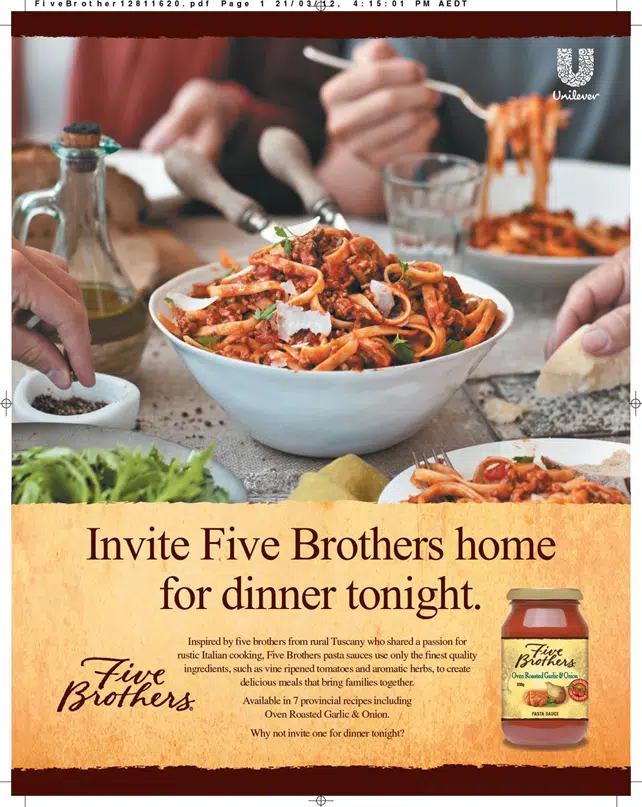 FiveBrother12811620.pdf Page 1 21/03/12, 4:15:01 PM AEDT
Unilever
Invite Five Brothers home
for dinner tonight.
Inspired by five brothers from rural Tuscany who shared a passion for
rustic Italian cooking, Five Brothers pasta sauces use only the finest quality
ingredients, such as vine ripened tomatoes and aromatic herbs, to create
delicious meals that bring families together.
Available in 7 provincial recipes including
Oven Roasted Garlic & Onion.
Why not invite one for dinner tonight?
Five
Brothers
Five
Brothers
Oven Roasted Garlic & Onion
PASTA SAUCE